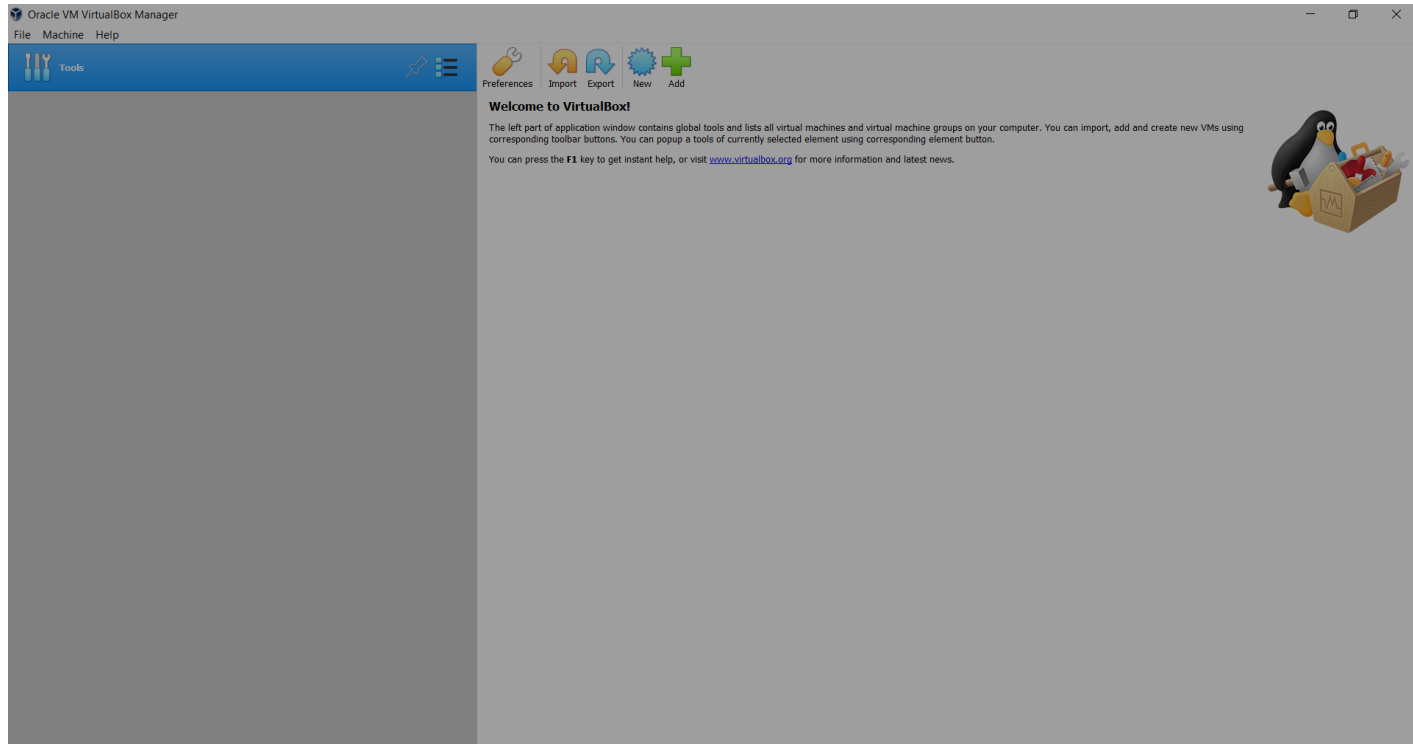 Oracle VM VirtualBox Manager
File Machine Help
Tools
Preferences Import Export New Add
Welcome to VirtualBox!
The left part of application window contains global tools and lists all virtual machines and virtual machine groups on your computer. You can import, add and create new VMs using
corresponding toolbar buttons. You can popup a tools of currently selected element using corresponding element button.
You can press the F1 key to get instant help, or visit www.virtualbox.org for more information and latest news.